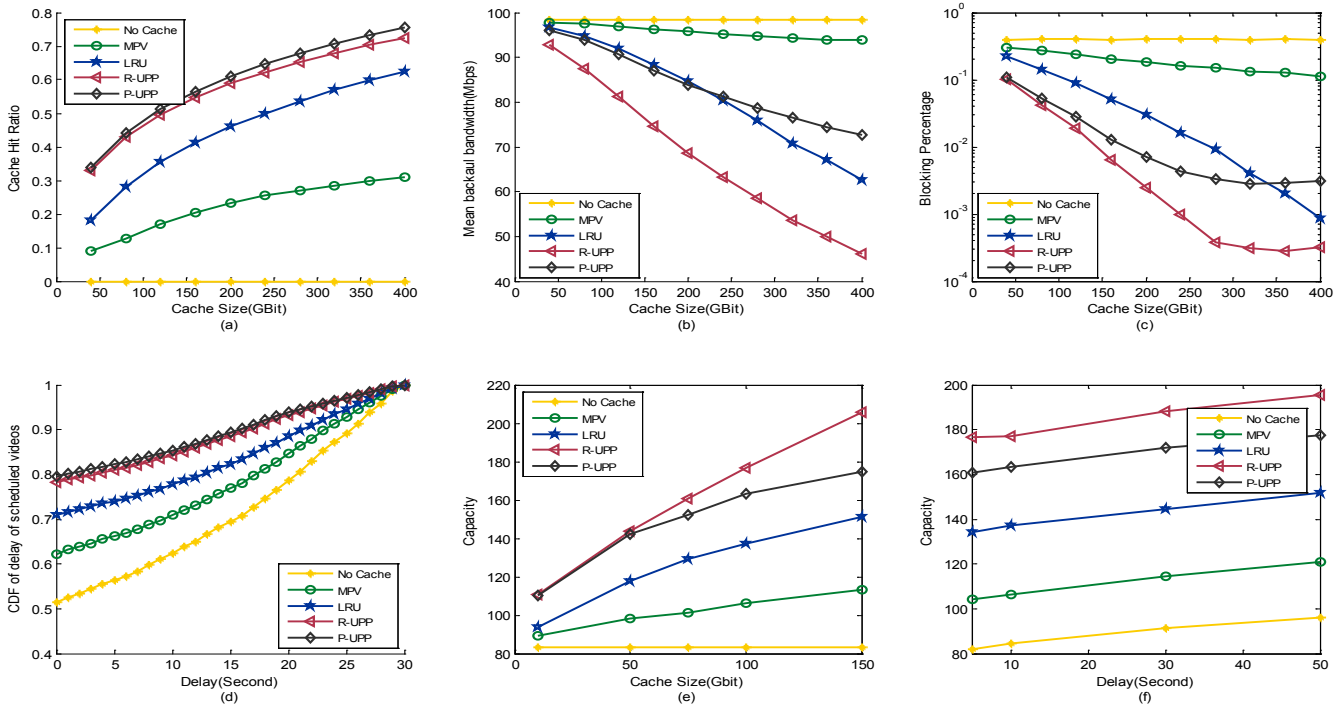 0.8
0.7
0.6
0.5
0.4
0.3
0.2
0.1
0
Cache Hit Ratio
No Cache
MPV
LRU
R-UPP
P-UPP
0 50 100 150 200 250 300 350 400
Cache Size(GBit)
(a)
100
90
80
70
60
50
40
Mean backaul bandwidth(Mbps)
No Cache
MPV
LRU
R-UPP
P-UPP
0 50 100 150 200 250 300 350 400
Cache Size(GBit)
(b)
10^0
10^-1
10^-2
10^-3
10^-4
Blocking Percentage
No Cache
MPV
LRU
R-UPP
P-UPP
0 50 100 150 200 250 300 350 400
Cache Size(GBit)
(c)
1
0.9
0.8
0.7
0.6
0.5
0.4
CDF of delay of scheduled videos
No Cache
MPV
LRU
R-UPP
P-UPP
0 5 10 15 20 25 30
Delay(Second)
(d)
220
200
180
160
140
120
100
80
Capacity
No Cache
MPV
LRU
R-UPP
P-UPP
0 50 100 150
Cache Size(Gbit)
(e)
200
180
160
140
120
100
80
Capacity
No Cache
MPV
LRU
R-UPP
P-UPP
10 20 30 40 50
Delay(Second)
(f)